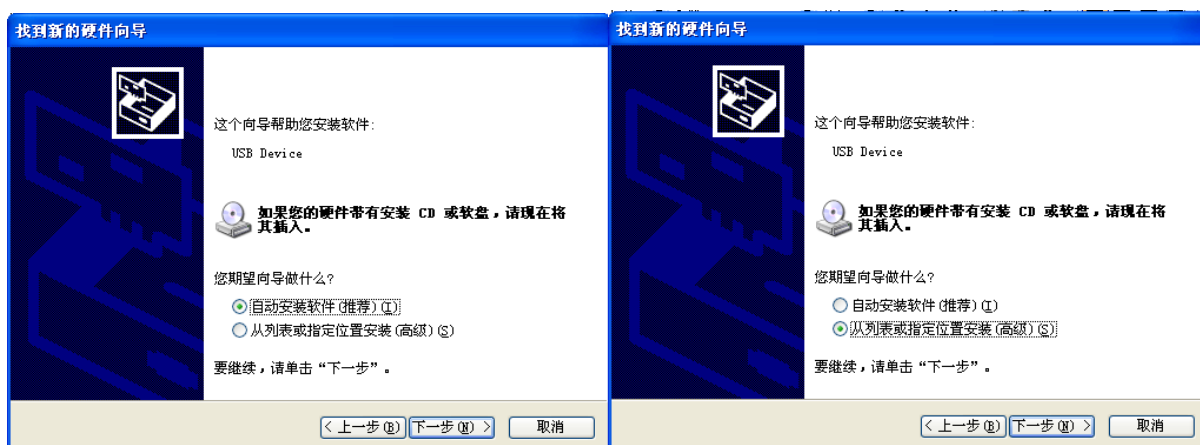 找到新的硬件向导
这个向导帮助您安装软件:
USB Device
如果您的硬件带有安装 CD 或软盘，请现在将
其插入。
您期望向导做什么?
自动安装软件(推荐)(I)
从列表或指定位置安装(高级)(S)
要继续，请单击“下一步”。
< 上一步(B)
下一步(N) >
取消
找到新的硬件向导
这个向导帮助您安装软件:
USB Device
如果您的硬件带有安装 CD 或软盘，请现在将
其插入。
您期望向导做什么?
自动安装软件(推荐)(I)
从列表或指定位置安装(高级)(S)
要继续，请单击“下一步”。
< 上一步(B)
下一步(N) >
取消